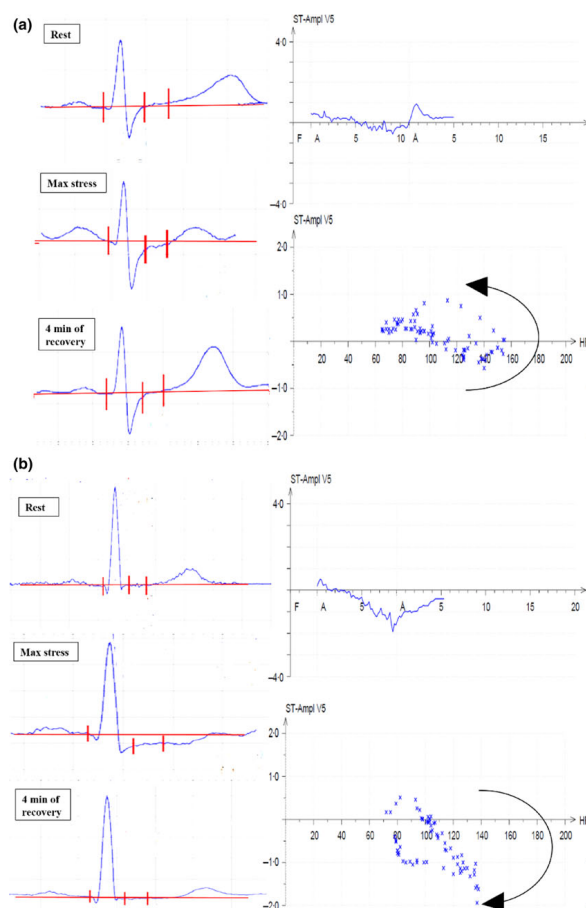 (a)
Rest
ST-Ampl V5
4·0
0
F A 5 10 A 5 10 15
–4·0
Max stress
ST-Ampl V5
2·0
1·0
0
20 40 60 80 100 120 140 160 180 200
–1·0
–2·0
4 min of
recovery
(b)
Rest
ST-Ampl V5
4·0
0
F A 5 A 5 10 15 20
–4·0
Max stress
ST-Ampl V5
2·0
1·0
0
20 40 60 80 100 120 140 160 180 200
–1·0
–2·0
4 min of
recovery